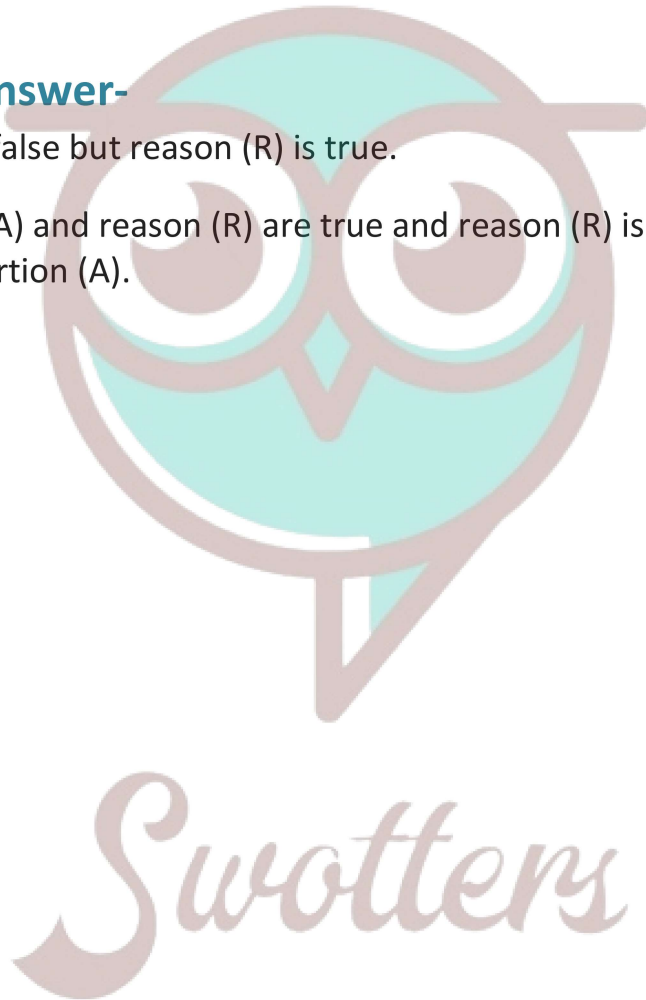 nswer-
false but reason (R) is true.
A) and reason (R) are true and reason (R) is
rtion (A).
Swotters